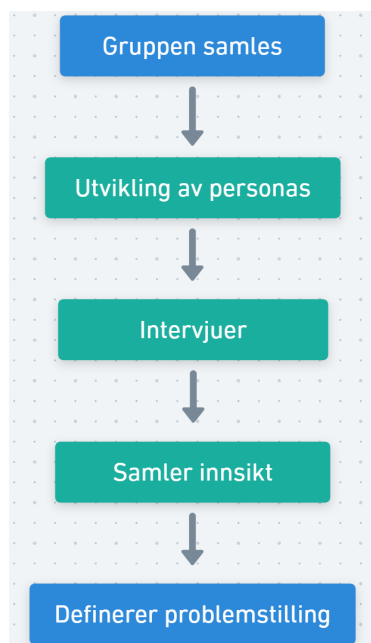 Gruppen samles
Utvikling av personas
Intervjuer
Samler innsikt
Definerer problemstilling